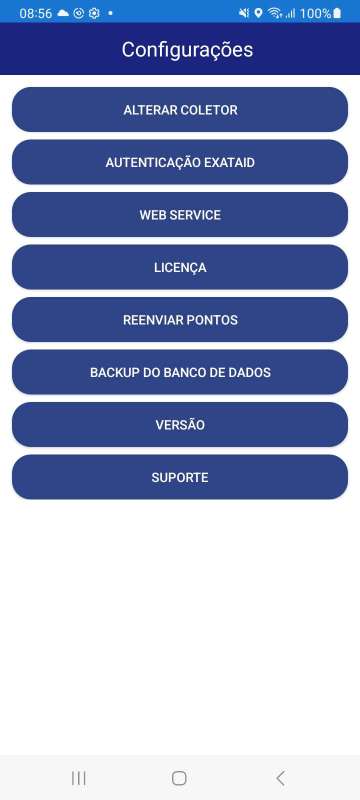 08:56 100%
Configurações
ALTERAR COLETOR
AUTENTICAÇÃO EXATAID
WEB SERVICE
LICENÇA
REENVIAR PONTOS
BACKUP DO BANCO DE DADOS
VERSÃO
SUPORTE